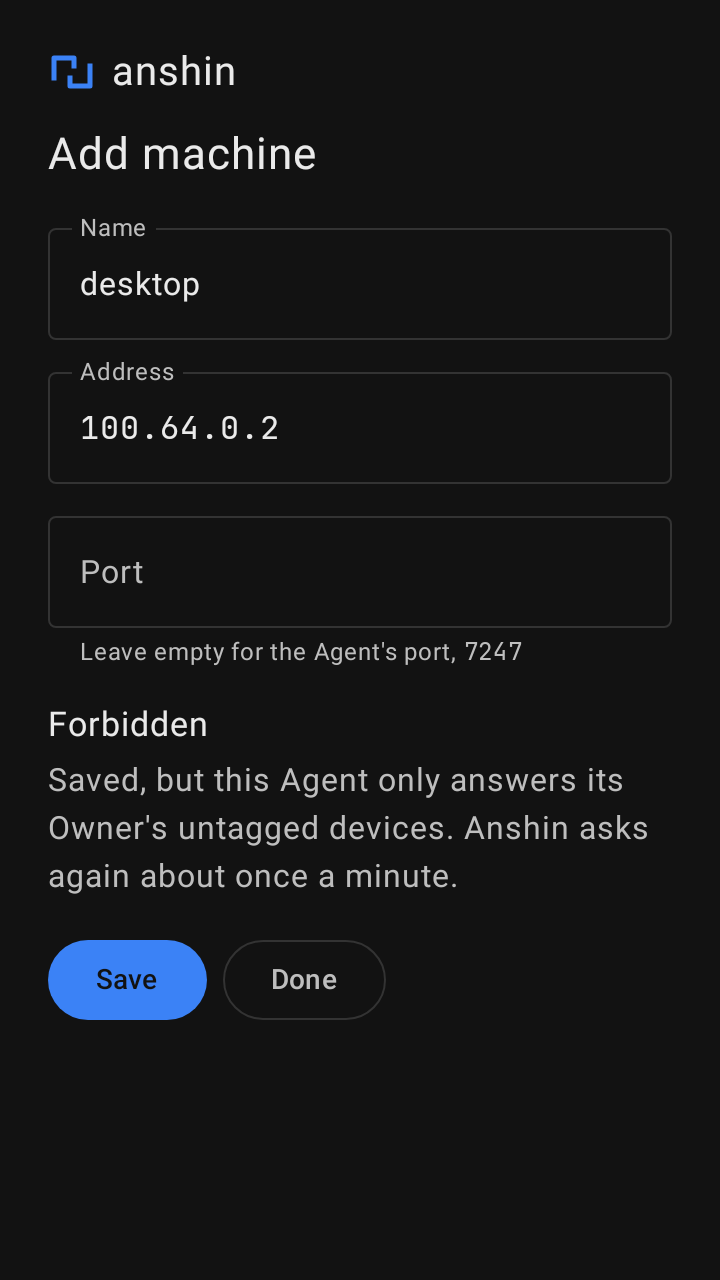 anshin
Add machine
Name
desktop
Address
100.64.0.2
Port
Leave empty for the Agent's port, 7247
Forbidden
Saved, but this Agent only answers its
Owner's untagged devices. Anshin asks
again about once a minute.
Save
Done